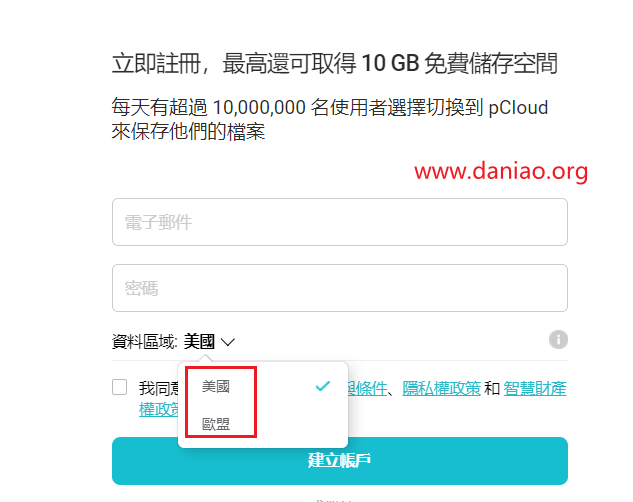 立即註冊，最高還可取得 10 GB 免費儲存空間
每天有超過 10,000,000 名使用者選擇切換到 pCloud
來保存他們的檔案
www.daniao.org
電子郵件
密碼
資料區域: 美國
美國
歐盟
我同意 與條件、隱私權政策 和 智慧財產
權政策
建立帳戶